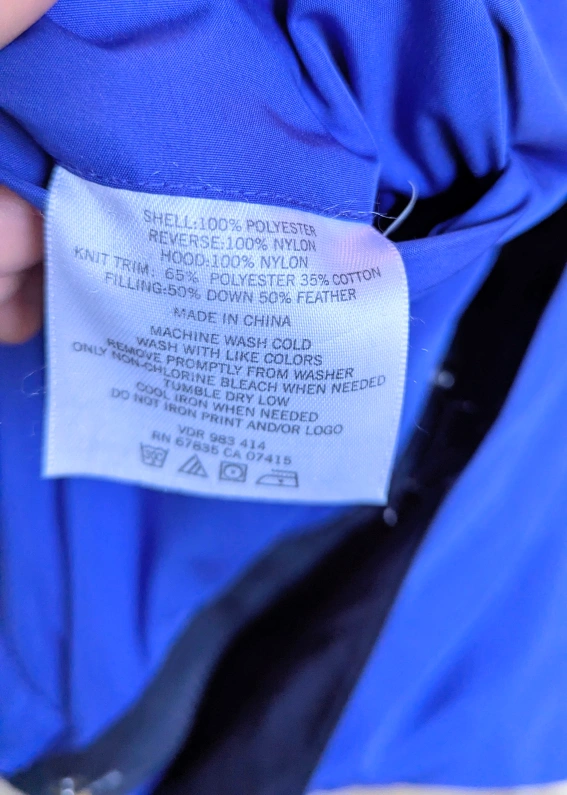 SHELL:100% POLYESTER
REVERSE:100% NYLON
HOOD:100% NYLON
KNIT TRIM: 65% POLYESTER 35% COTTON
FILLING:50% DOWN 50% FEATHER
MADE IN CHINA
MACHINE WASH COLD
WASH WITH LIKE COLORS
REMOVE PROMPTLY FROM WASHER
ONLY NON-CHLORINE BLEACH WHEN NEEDED
TUMBLE DRY LOW
COOL IRON WHEN NEEDED
DO NOT IRON PRINT AND/OR LOGO
VDR 983 414
RN 67835 CA 07415